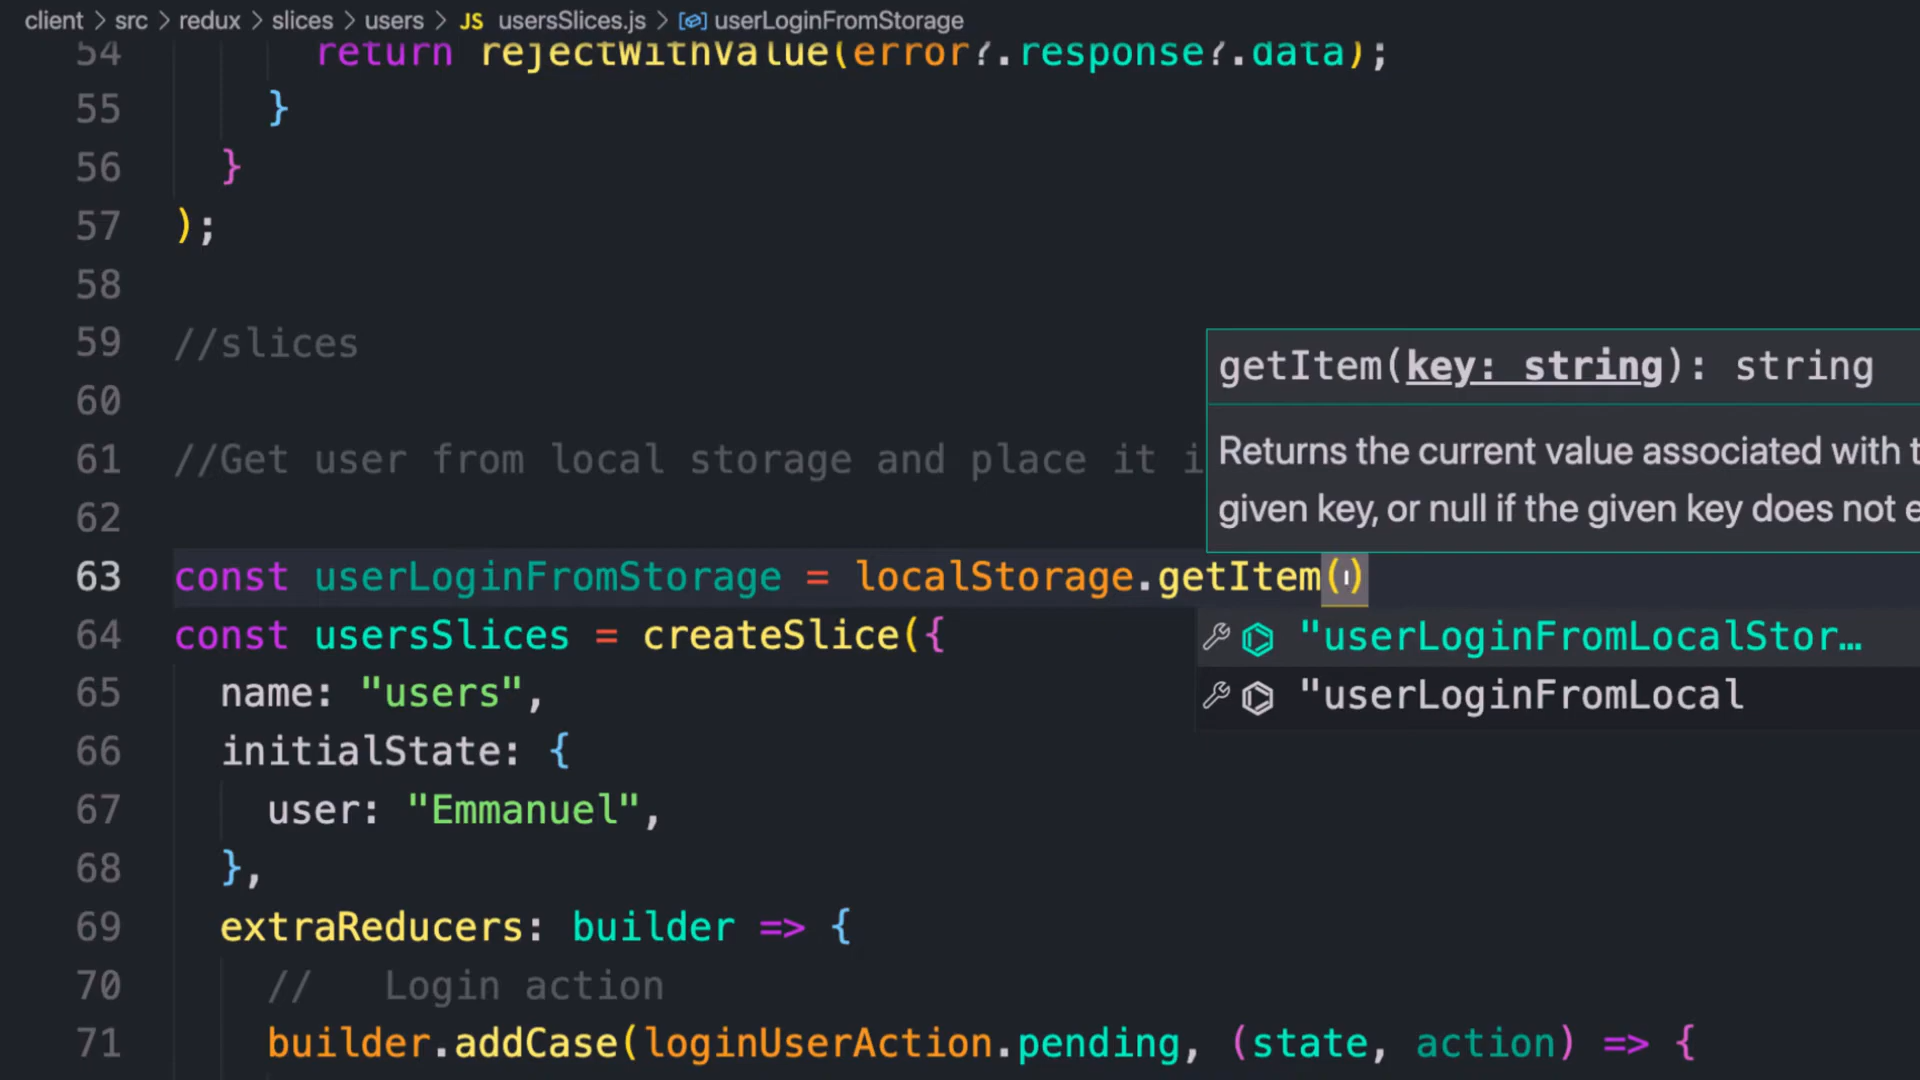 client > src > redux > slices > users > JS usersSlices.js > userLoginFromStorage
54 return rejectWithValue(error?.response?.data);
55 }
56 }
57 );
58
59 //slices
60
61 //Get user from local storage and place it i
62
63 const userLoginFromStorage = localStorage.getItem()
64 const usersSlices = createSlice({
65 name: "users",
66 initialState: {
67 user: "Emmanuel",
68 },
69 extraReducers: builder => {
70 // Login action
71 builder.addCase(loginUserAction.pending, (state, action) => {
getItem(key: string): string
Returns the current value associated with t
given key, or null if the given key does not e
"userLoginFromLocalStor…
"userLoginFromLocal